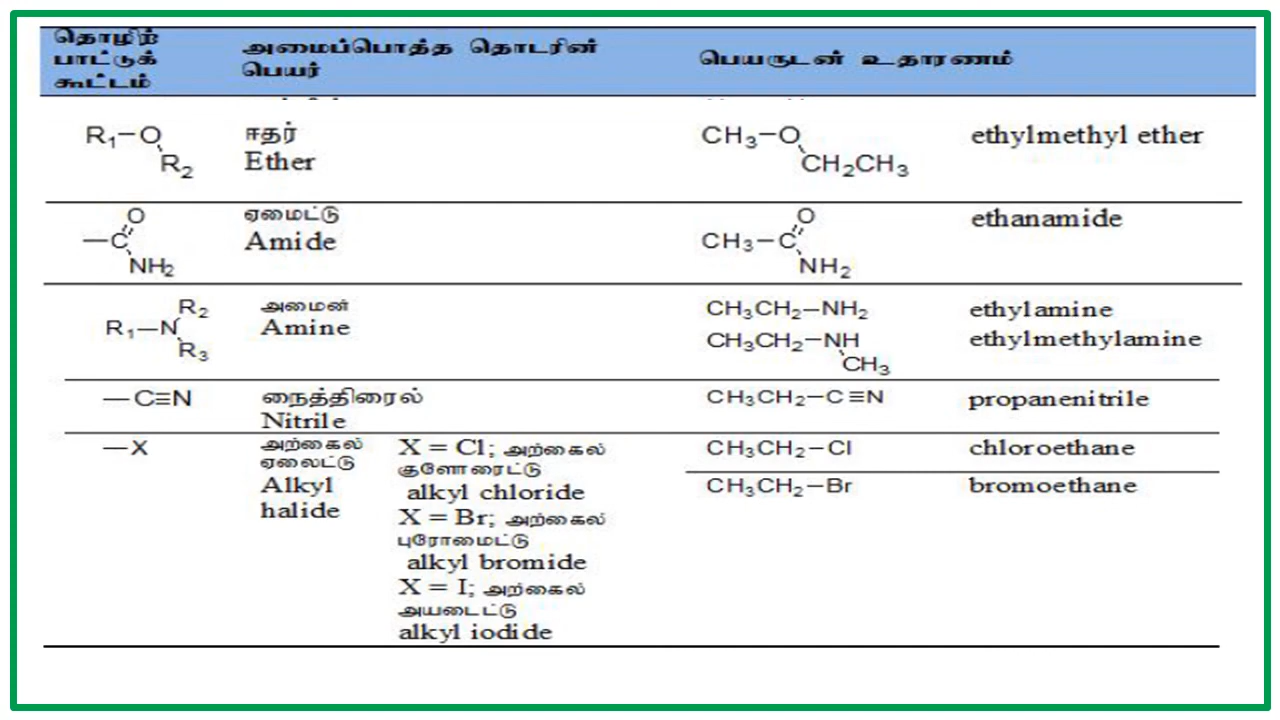 தொழிற்
பாட்டுக்
கூட்டம்
அமைப்பொத்த தொடரின்
பெயர்
பெயருடன் உதாரணம்
R₁–O
R₂
ஈதர்
Ether
CH₃–O
CH₂CH₃
ethylmethyl ether
O
–C
NH₂
ஏமைட்டு
Amide
O
CH₃–C
NH₂
ethanamide
R₂
R₁–N
R₃
அமைன்
Amine
CH₃CH₂–NH₂
ethylamine
CH₃CH₂–NH
CH₃
ethylmethylamine
–C≡N
நைத்திரைல்
Nitrile
CH₃CH₂–C≡N
propanenitrile
–X
அற்கைல்
ஏலைட்டு
Alkyl
halide
X = Cl; அற்கைல்
குளோரைட்டு
alkyl chloride
X = Br; அற்கைல்
புரோமைட்டு
alkyl bromide
X = I; அற்கைல்
அயடைட்டு
alkyl iodide
CH₃CH₂–Cl
chloroethane
CH₃CH₂–Br
bromoethane